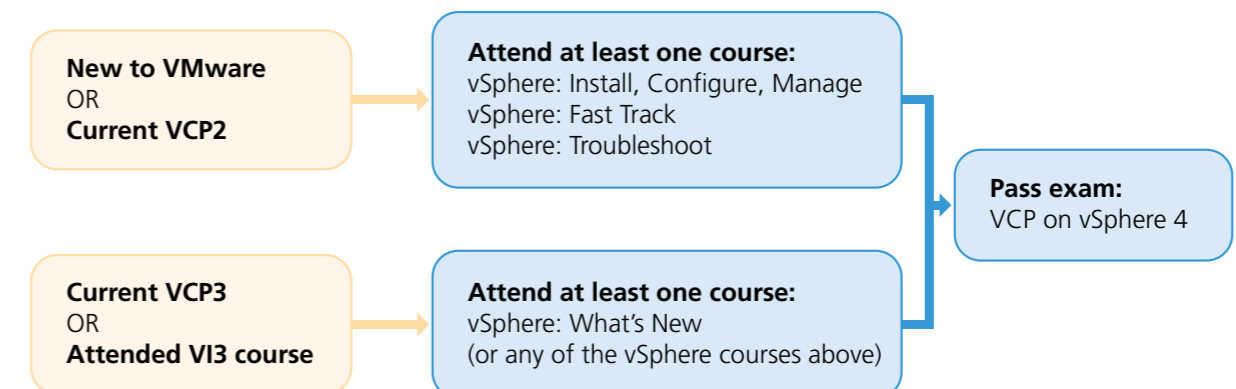 New to VMware
OR
Current VCP2
Attend at least one course:
vSphere: Install, Configure, Manage
vSphere: Fast Track
vSphere: Troubleshoot
Pass exam:
VCP on vSphere 4
Current VCP3
OR
Attended VI3 course
Attend at least one course:
vSphere: What’s New
(or any of the vSphere courses above)